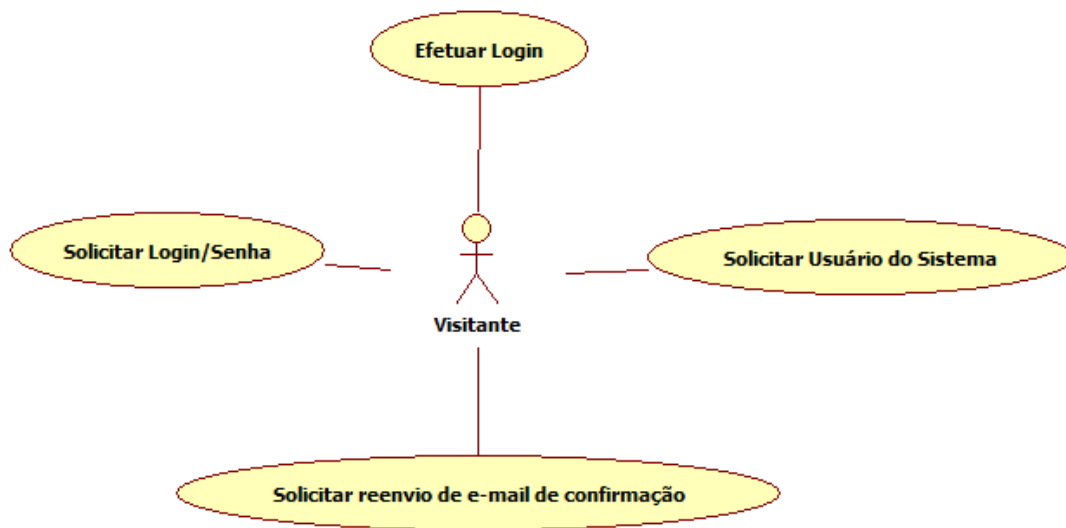 Efetuar Login
Solicitar Login/Senha
Solicitar Usuário do Sistema
Visitante
Solicitar reenvio de e-mail de confirmação